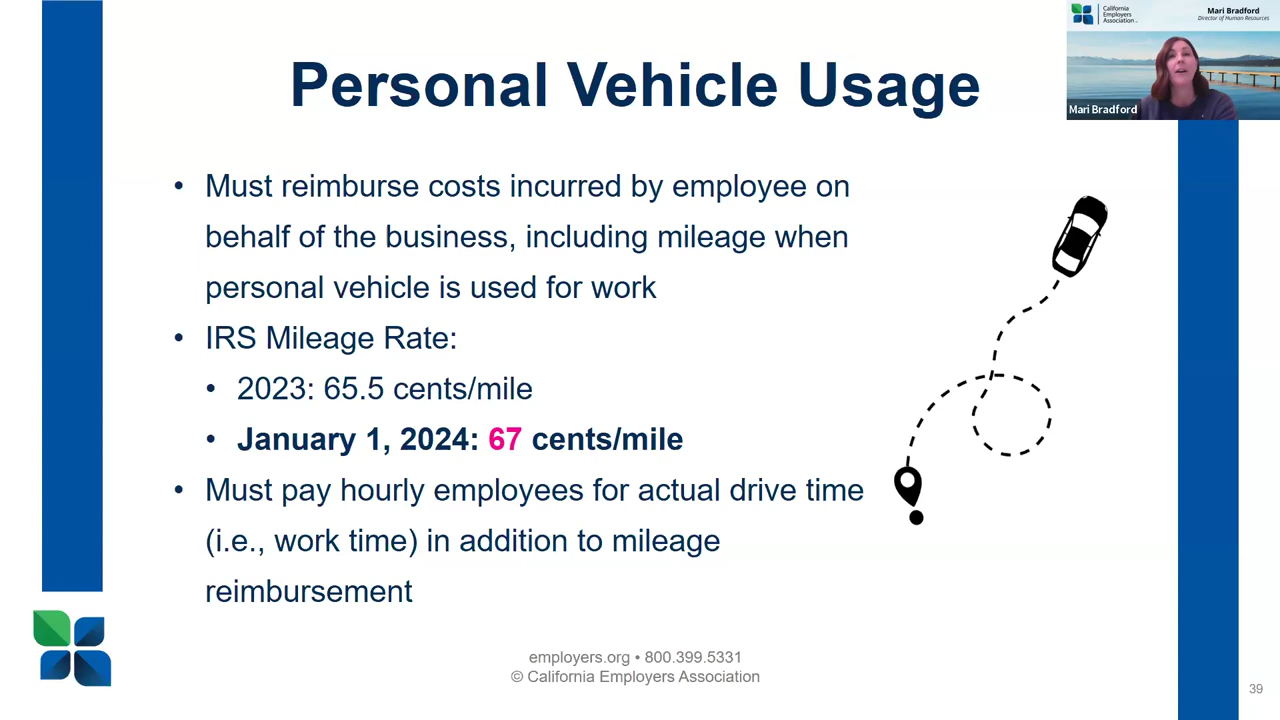 California
Employers
Association
Mari Bradford
Director of Human Resources
Mari Bradford
Personal Vehicle Usage
• Must reimburse costs incurred by employee on
behalf of the business, including mileage when
personal vehicle is used for work
• IRS Mileage Rate:
• 2023: 65.5 cents/mile
• January 1, 2024: 67 cents/mile
• Must pay hourly employees for actual drive time
(i.e., work time) in addition to mileage
reimbursement
employers.org • 800.399.5331
© California Employers Association
39